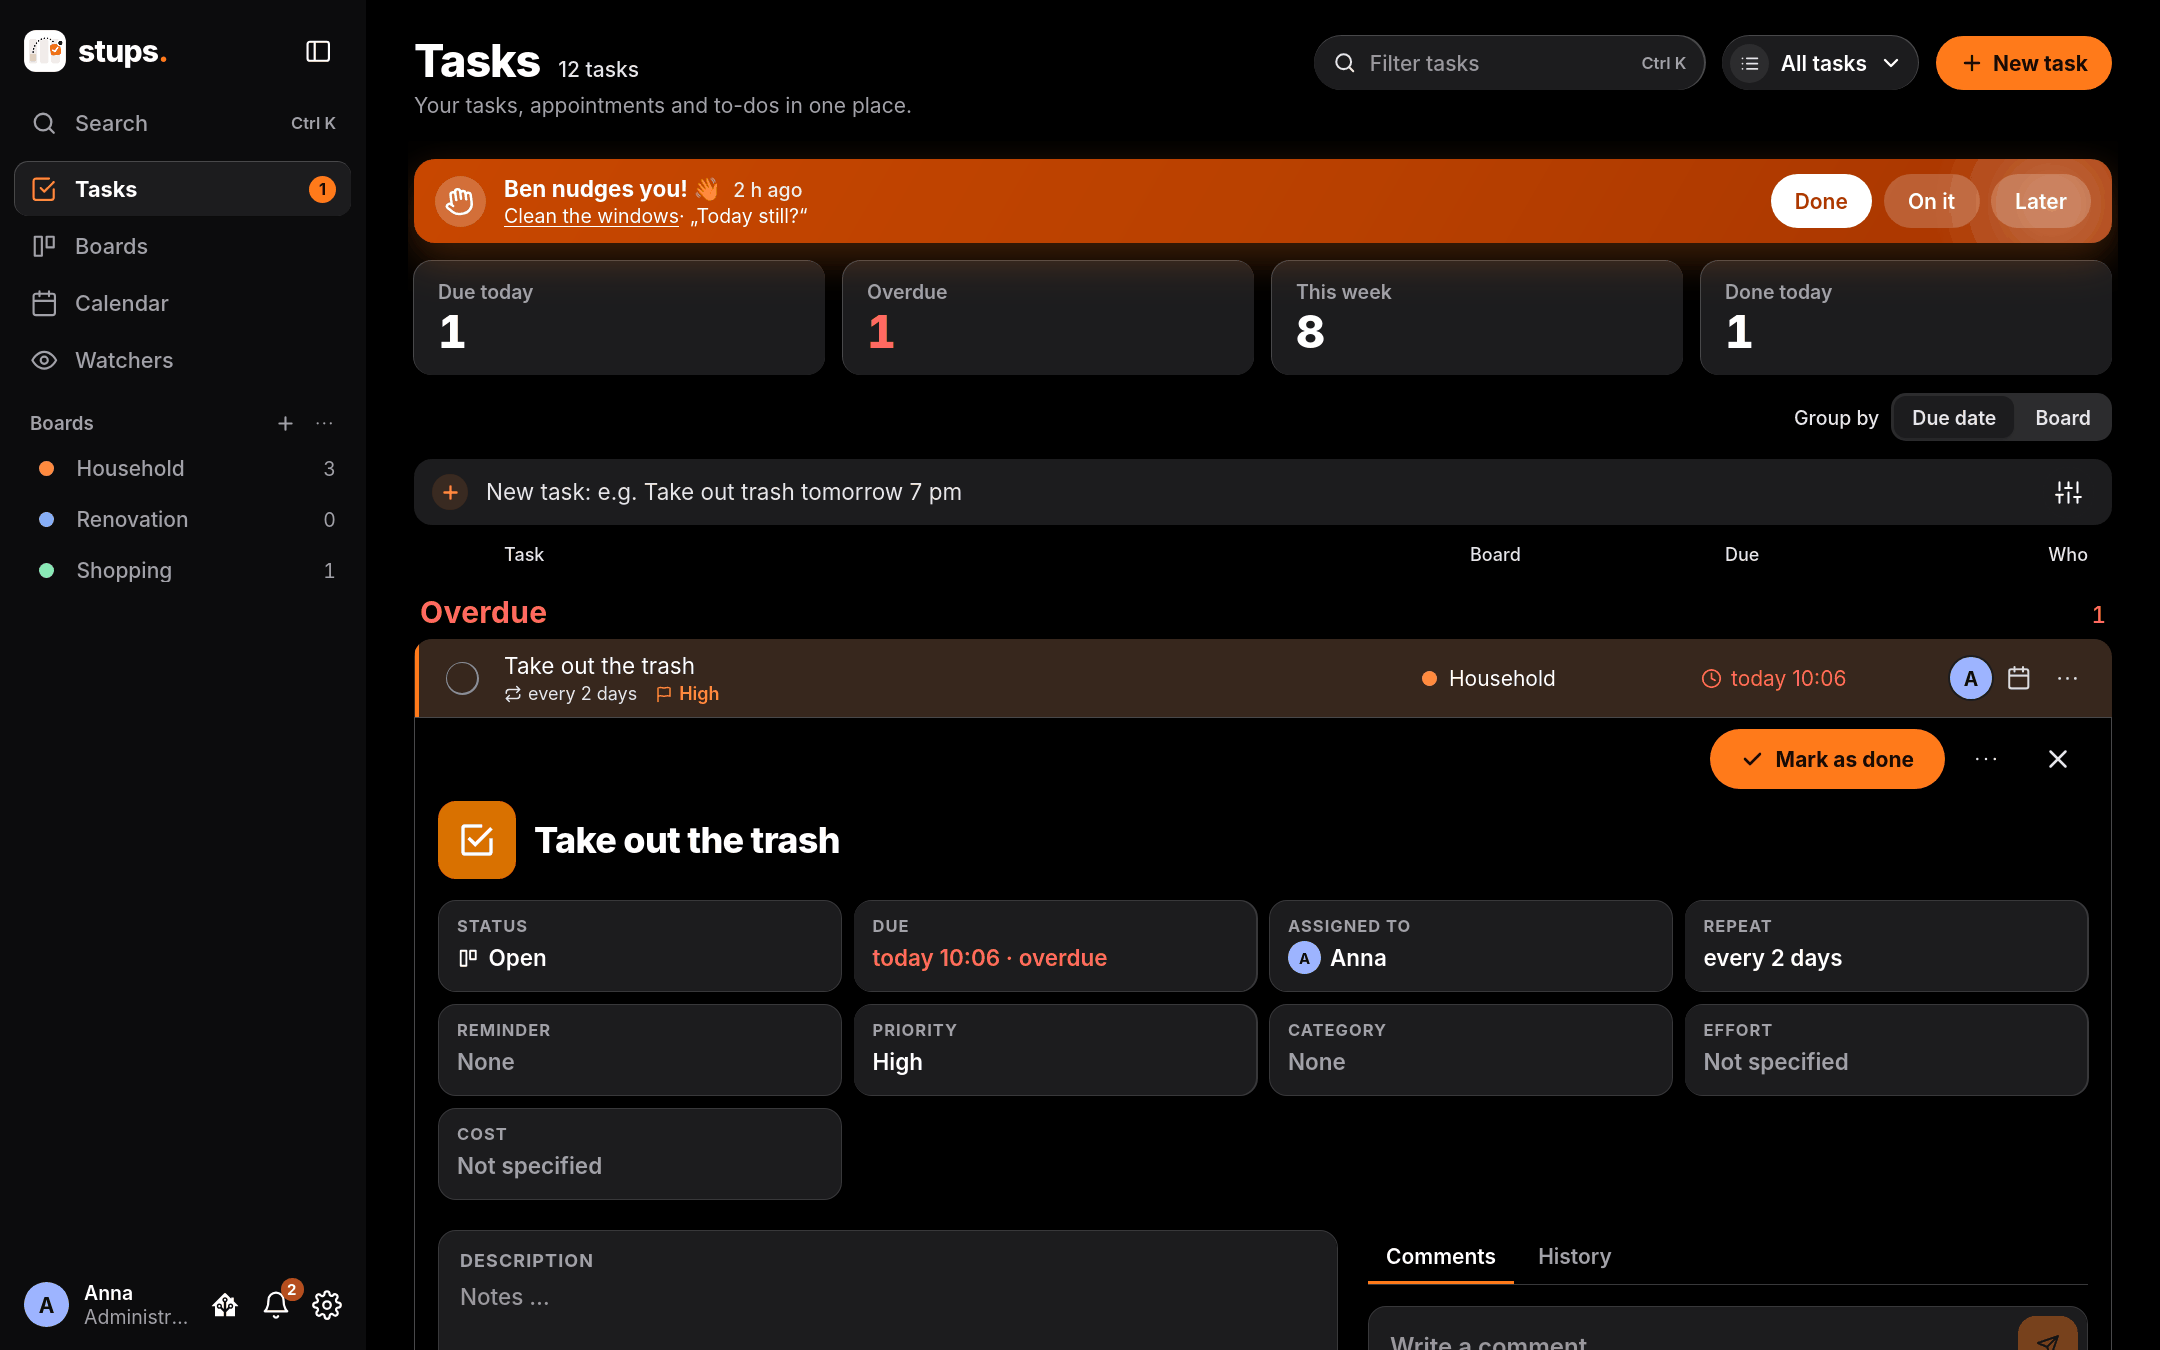 stups.
Search Ctrl K
Tasks 1
Boards
Calendar
Watchers
Boards
Household 3
Renovation 0
Shopping 1
A Anna
Administr...
2
Tasks 12 tasks
Your tasks, appointments and to-dos in one place.
Filter tasks Ctrl K
All tasks
New task
Ben nudges you! 👋 2 h ago
Clean the windows· „Today still?“
Done On it Later
Due today
1
Overdue
1
This week
8
Done today
1
Group by Due date Board
New task: e.g. Take out trash tomorrow 7 pm
Task Board Due Who
Overdue 1
Take out the trash
every 2 days High
Household today 10:06 A
Mark as done
Take out the trash
STATUS
Open
DUE
today 10:06 · overdue
ASSIGNED TO
A Anna
REPEAT
every 2 days
REMINDER
None
PRIORITY
High
CATEGORY
None
EFFORT
Not specified
COST
Not specified
DESCRIPTION
Notes ...
Comments History
Write a comment